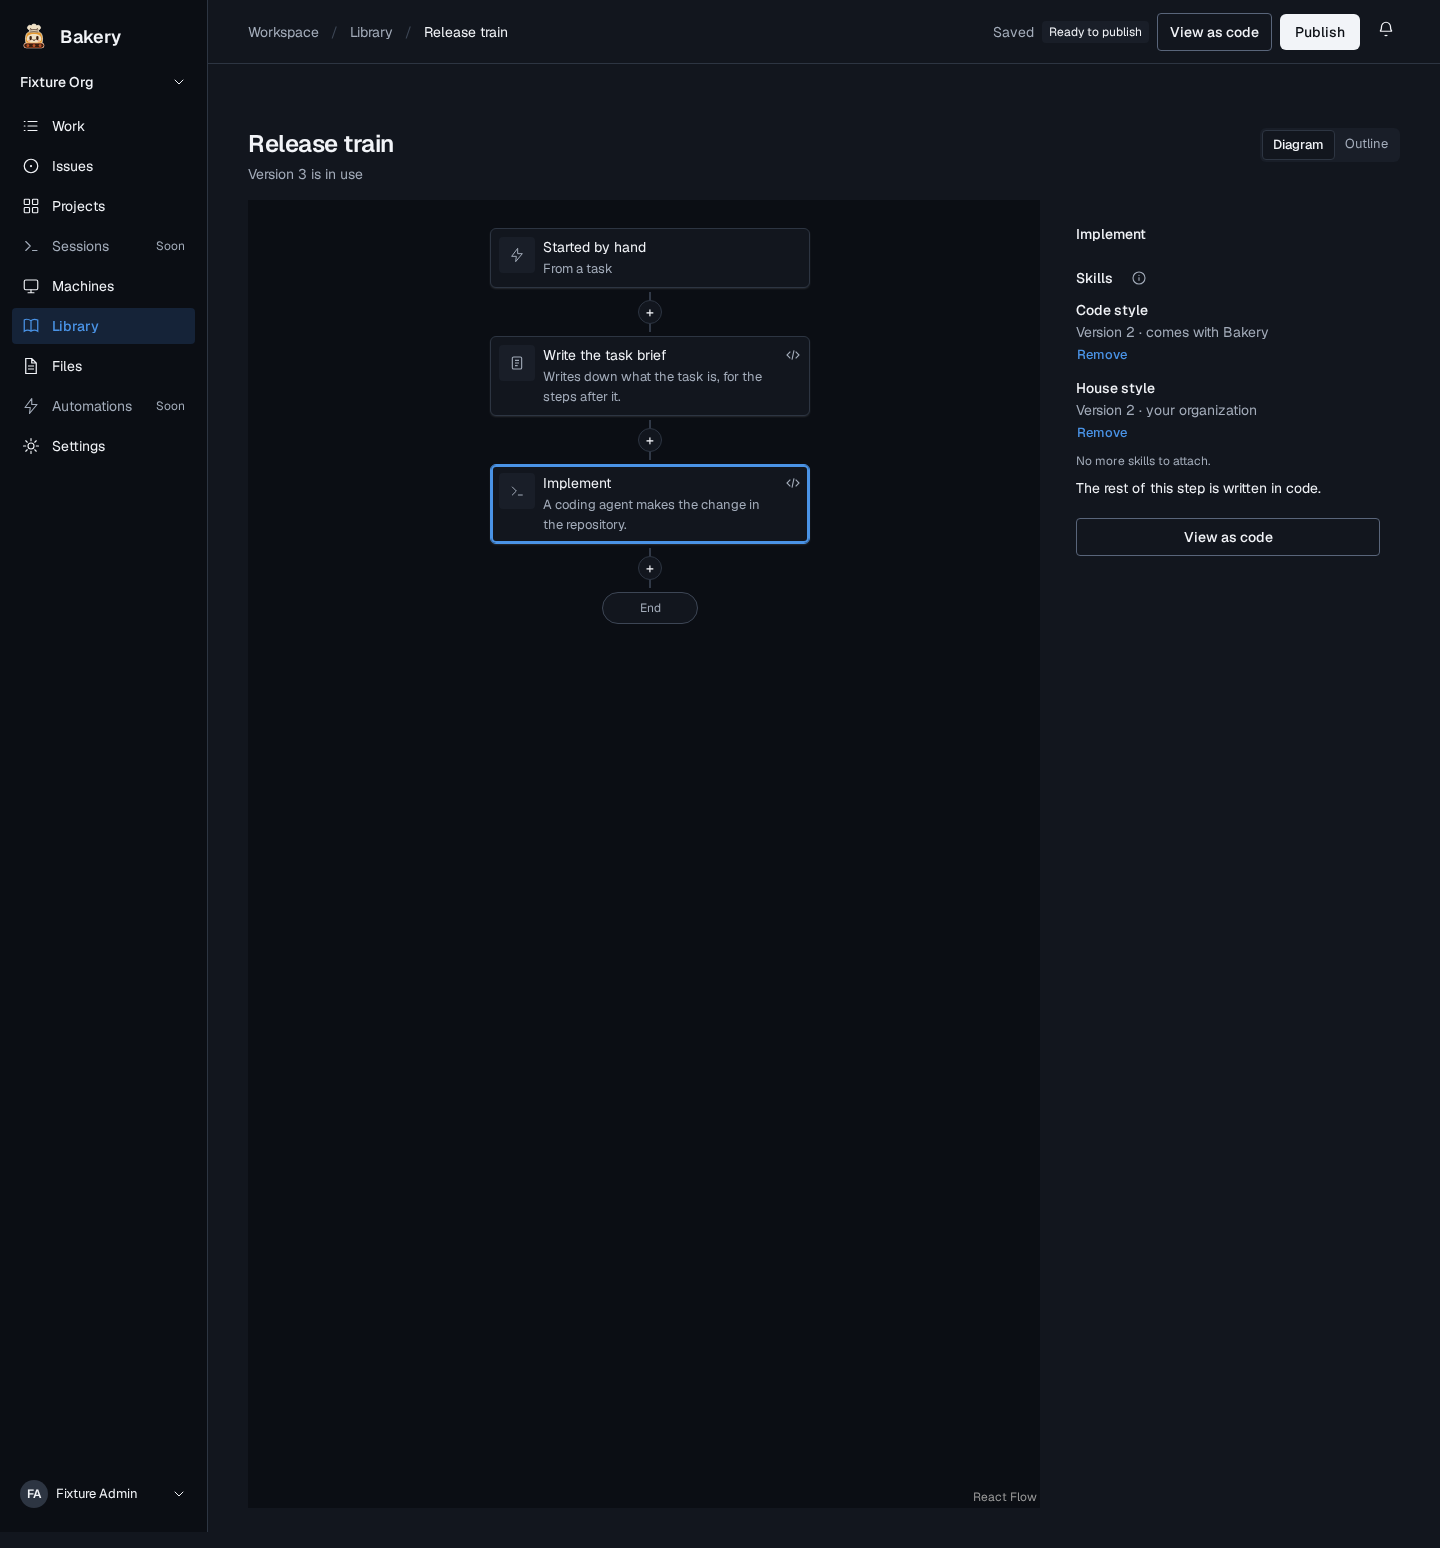 Bakery
Fixture Org
Work
Issues
Projects
Sessions Soon
Machines
Library
Files
Automations Soon
Settings
FA Fixture Admin
Workspace / Library / Release train
Saved Ready to publish View as code Publish
Release train
Version 3 is in use
Diagram Outline
Started by hand
From a task
+
Write the task brief
Writes down what the task is, for the
steps after it.
+
Implement
A coding agent makes the change in
the repository.
+
End
React Flow
Implement
Skills
Code style
Version 2 · comes with Bakery
Remove
House style
Version 2 · your organization
Remove
No more skills to attach.
The rest of this step is written in code.
View as code